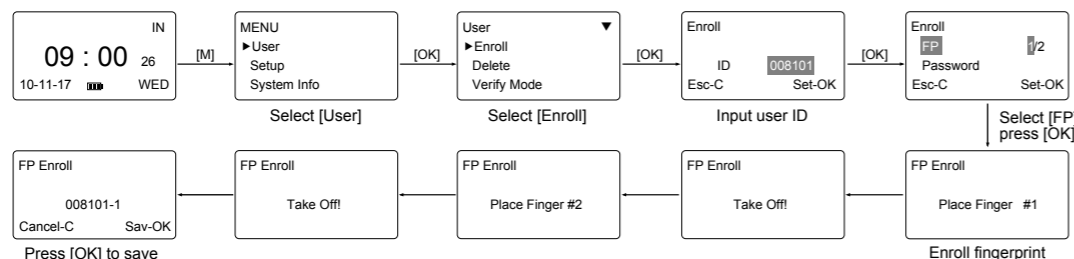 IN
09 : 00 26
10-11-17 WED
[M]
MENU
►User
Setup
System Info
Select [User]
[OK]
User ▼
►Enroll
Delete
Verify Mode
Select [Enroll]
[OK]
Enroll
ID 008101
Esc-C Set-OK
Input user ID
[OK]
Enroll
FP 1/2
Password
Esc-C Set-OK
Select [FP]
press [OK]
FP Enroll
Place Finger #1
Enroll fingerprint
FP Enroll
Take Off!
FP Enroll
Place Finger #2
FP Enroll
Take Off!
FP Enroll
008101-1
Cancel-C Sav-OK
Press [OK] to save